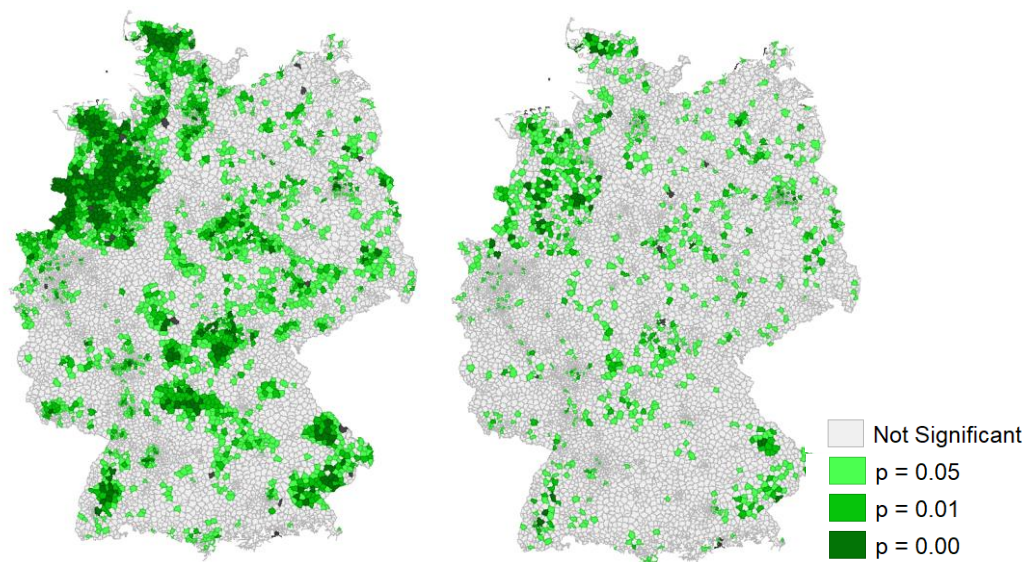 Not Significant
p = 0.05
p = 0.01
p = 0.00